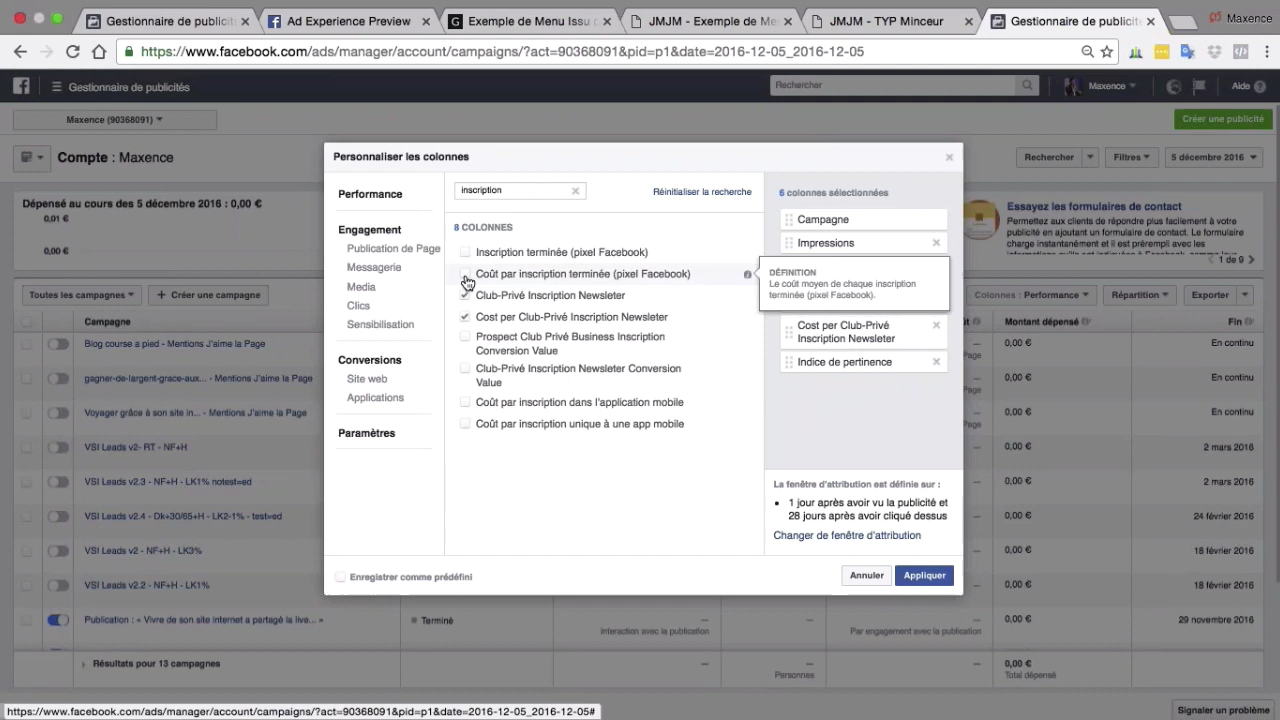 Gestionnaire de publicit
Ad Experience Preview
Exemple de Menu Issu
JMJM - Exemple de Me
JMJM - TYP Minceur
Gestionnaire de publicit
Maxence
https://www.facebook.com/ads/manager/account/campaigns/?act=90368091&pid=p1&date=2016-12-05_2016-12-05
Gestionnaire de publicités
Rechercher
Maxence
Aide
Maxence (90368091)
Créer une publicité
Compte : Maxence
Rechercher
Filtres
5 décembre 2016
Dépensé au cours des 5 décembre 2016 : 0,00 €
0,01 €
0,00 €
Essayez les formulaires de contact
Permettez aux clients de répondre plus facilement à votre
publicité en ajoutant un formulaire de contact. Le formulaire
charge instantanément et il est prérempli avec les
1 de 9
Toutes les campagnes
+ Créer une campagne
Colonnes : Performance
Répartition
Exporter
Campagne
Montant dépensé
Fin
Blog course a pied - Mentions J'aime la Page
0,00 €
En continu
Page
gagner-de-largent-grace-aux... - Mentions J'aime la Page
0,00 €
En continu
Page
Voyager grâce à son site in... - Mentions J'aime la Page
0,00 €
En continu
Page
VSI Leads v2- RT - NF+H
0,00 €
2 mars 2016
VSI Leads v2.3 - NF+H - LK1% notest=ed
0,00 €
2 mars 2016
VSI Leads v2.4 - Dk+30/65+H - LK2-1% - test=ed
0,00 €
24 février 2016
VSI Leads v2 - NF+H - LK3%
0,00 €
18 février 2016
VSI Leads v2.2 - NF+H - LK1%
0,00 €
18 février 2016
Publication : « Vivre de son site internet a partagé la live... »
Terminé
Interaction avec la publication
Par engagement avec la publication
0,00 €
29 novembre 2016
Résultats pour 13 campagnes
Personnes
0,00 €
Total dépensé
Personnaliser les colonnes
Performance
Engagement
Publication de Page
Messagerie
Media
Clics
Sensibilisation
Conversions
Site web
Applications
Paramètres
inscription
Réinitialiser la recherche
8 COLONNES
Inscription terminée (pixel Facebook)
Coût par inscription terminée (pixel Facebook)
Club-Privé Inscription Newsleter
Cost per Club-Privé Inscription Newsleter
Prospect Club Privé Business Inscription
Conversion Value
Club-Privé Inscription Newsleter Conversion
Value
Coût par inscription dans l'application mobile
Coût par inscription unique à une app mobile
6 colonnes sélectionnées
Campagne
Impressions
DÉFINITION
Le coût moyen de chaque inscription
terminée (pixel Facebook).
Cost per Club-Privé
Inscription Newsleter
Indice de pertinence
La fenêtre d'attribution est définie sur :
• 1 jour après avoir vu la publicité et
28 jours après avoir cliqué dessus
Changer de fenêtre d'attribution
Enregistrer comme prédéfini
Annuler
Appliquer
https://www.facebook.com/ads/manager/account/campaigns/?act=90368091&pid=p1&date=2016-12-05_2016-12-05#
Signaler un problème